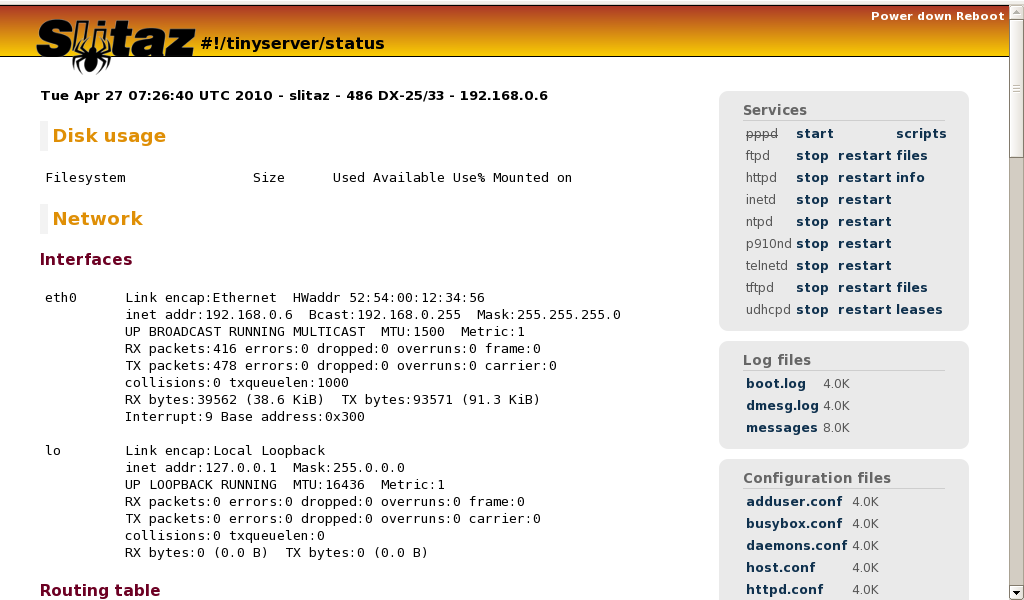 Power down Reboot
Slitaz #!/tinyserver/status
Tue Apr 27 07:26:40 UTC 2010 - slitaz - 486 DX-25/33 - 192.168.0.6
Disk usage
Filesystem                Size      Used Available Use% Mounted on
Network
Interfaces
eth0      Link encap:Ethernet  HWaddr 52:54:00:12:34:56
          inet addr:192.168.0.6  Bcast:192.168.0.255  Mask:255.255.255.0
          UP BROADCAST RUNNING MULTICAST  MTU:1500  Metric:1
          RX packets:416 errors:0 dropped:0 overruns:0 frame:0
          TX packets:478 errors:0 dropped:0 overruns:0 carrier:0
          collisions:0 txqueuelen:1000
          RX bytes:39562 (38.6 KiB)  TX bytes:93571 (91.3 KiB)
          Interrupt:9 Base address:0x300
lo        Link encap:Local Loopback
          inet addr:127.0.0.1  Mask:255.0.0.0
          UP LOOPBACK RUNNING  MTU:16436  Metric:1
          RX packets:0 errors:0 dropped:0 overruns:0 frame:0
          TX packets:0 errors:0 dropped:0 overruns:0 carrier:0
          collisions:0 txqueuelen:0
          RX bytes:0 (0.0 B)  TX bytes:0 (0.0 B)
Routing table
Services
pppd start scripts
ftpd stop restart files
httpd stop restart info
inetd stop restart
ntpd stop restart
p910nd stop restart
telnetd stop restart
tftpd stop restart files
udhcpd stop restart leases
Log files
boot.log 4.0K
dmesg.log 4.0K
messages 8.0K
Configuration files
adduser.conf 4.0K
busybox.conf 4.0K
daemons.conf 4.0K
host.conf 4.0K
httpd.conf 4.0K